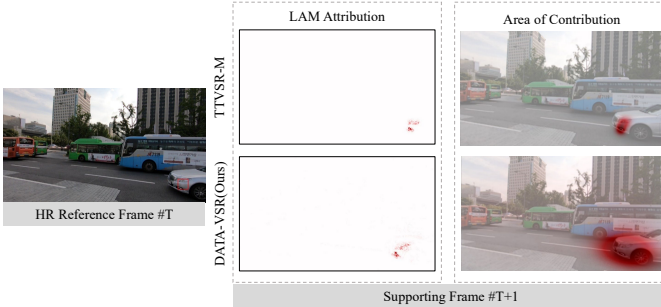 LAM Attribution
Area of Contribution
TTVSR-M
DATA-VSR(Ours)
HR Reference Frame #T
Supporting Frame #T+1